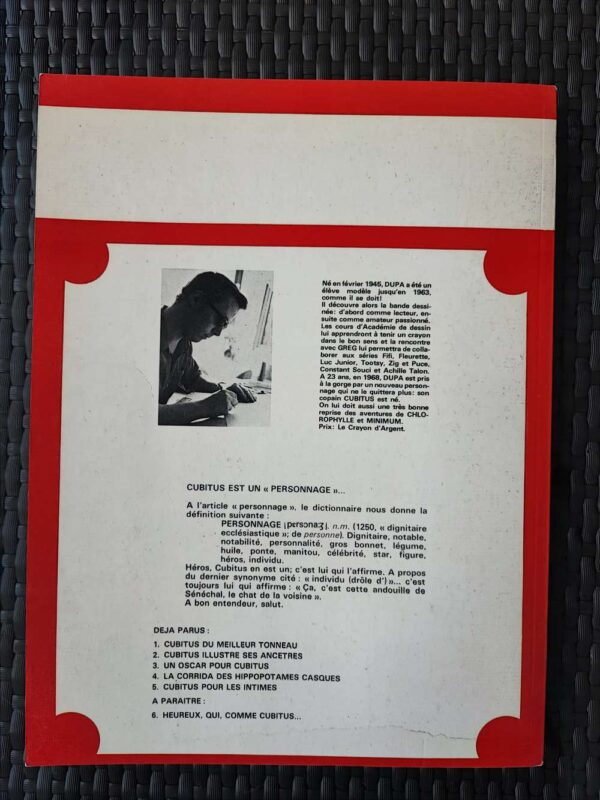 Né en février 1945, DUPA a été un
élève modèle jusqu'en 1963,
comme il se doit!
Il découvre alors la bande dessi-
née: d'abord comme lecteur, en-
suite comme amateur passionné.
Les cours d'Académie de dessin
lui apprendront à tenir un crayon
dans le bon sens et la rencontre
avec GREG lui permettra de colla-
borer aux séries Fifi, Fleurette,
Luc Junior, Tootsy, Zig et Puce,
Constant Souci et Achille Talon.
A 23 ans, en 1968, DUPA est pris
à la gorge par un nouveau person-
nage qui ne le quittera plus: son
copain CUBITUS est né.
On lui doit aussi une très bonne
reprise des aventures de CHLO-
ROPHYLLE et MINIMUM.
Prix: Le Crayon d'Argent.
CUBITUS EST UN « PERSONNAGE »...
A l'article « personnage », le dictionnaire nous donne la
définition suivante :
PERSONNAGE [pɛrsɔnaʒ] n.m. (1250, « dignitaire
ecclésiastique »; de personne). Dignitaire, notable,
notabilité, personnalité, gros bonnet, légume,
huile, ponte, manitou, célébrité, star, figure,
héros, individu.
Héros, Cubitus en est un; c'est lui qui l'affirme. A propos
du dernier synonyme cité : « individu (drôle d') »... c'est
toujours lui qui affirme : « Ça, c'est cette andouille de
Sénéchal, le chat de la voisine ».
A bon entendeur, salut.
DEJA PARUS :
1. CUBITUS DU MEILLEUR TONNEAU
2. CUBITUS ILLUSTRE SES ANCETRES
3. UN OSCAR POUR CUBITUS
4. LA CORRIDA DES HIPPOPOTAMES CASQUES
5. CUBITUS POUR LES INTIMES
A PARAITRE :
6. HEUREUX, QUI, COMME CUBITUS...